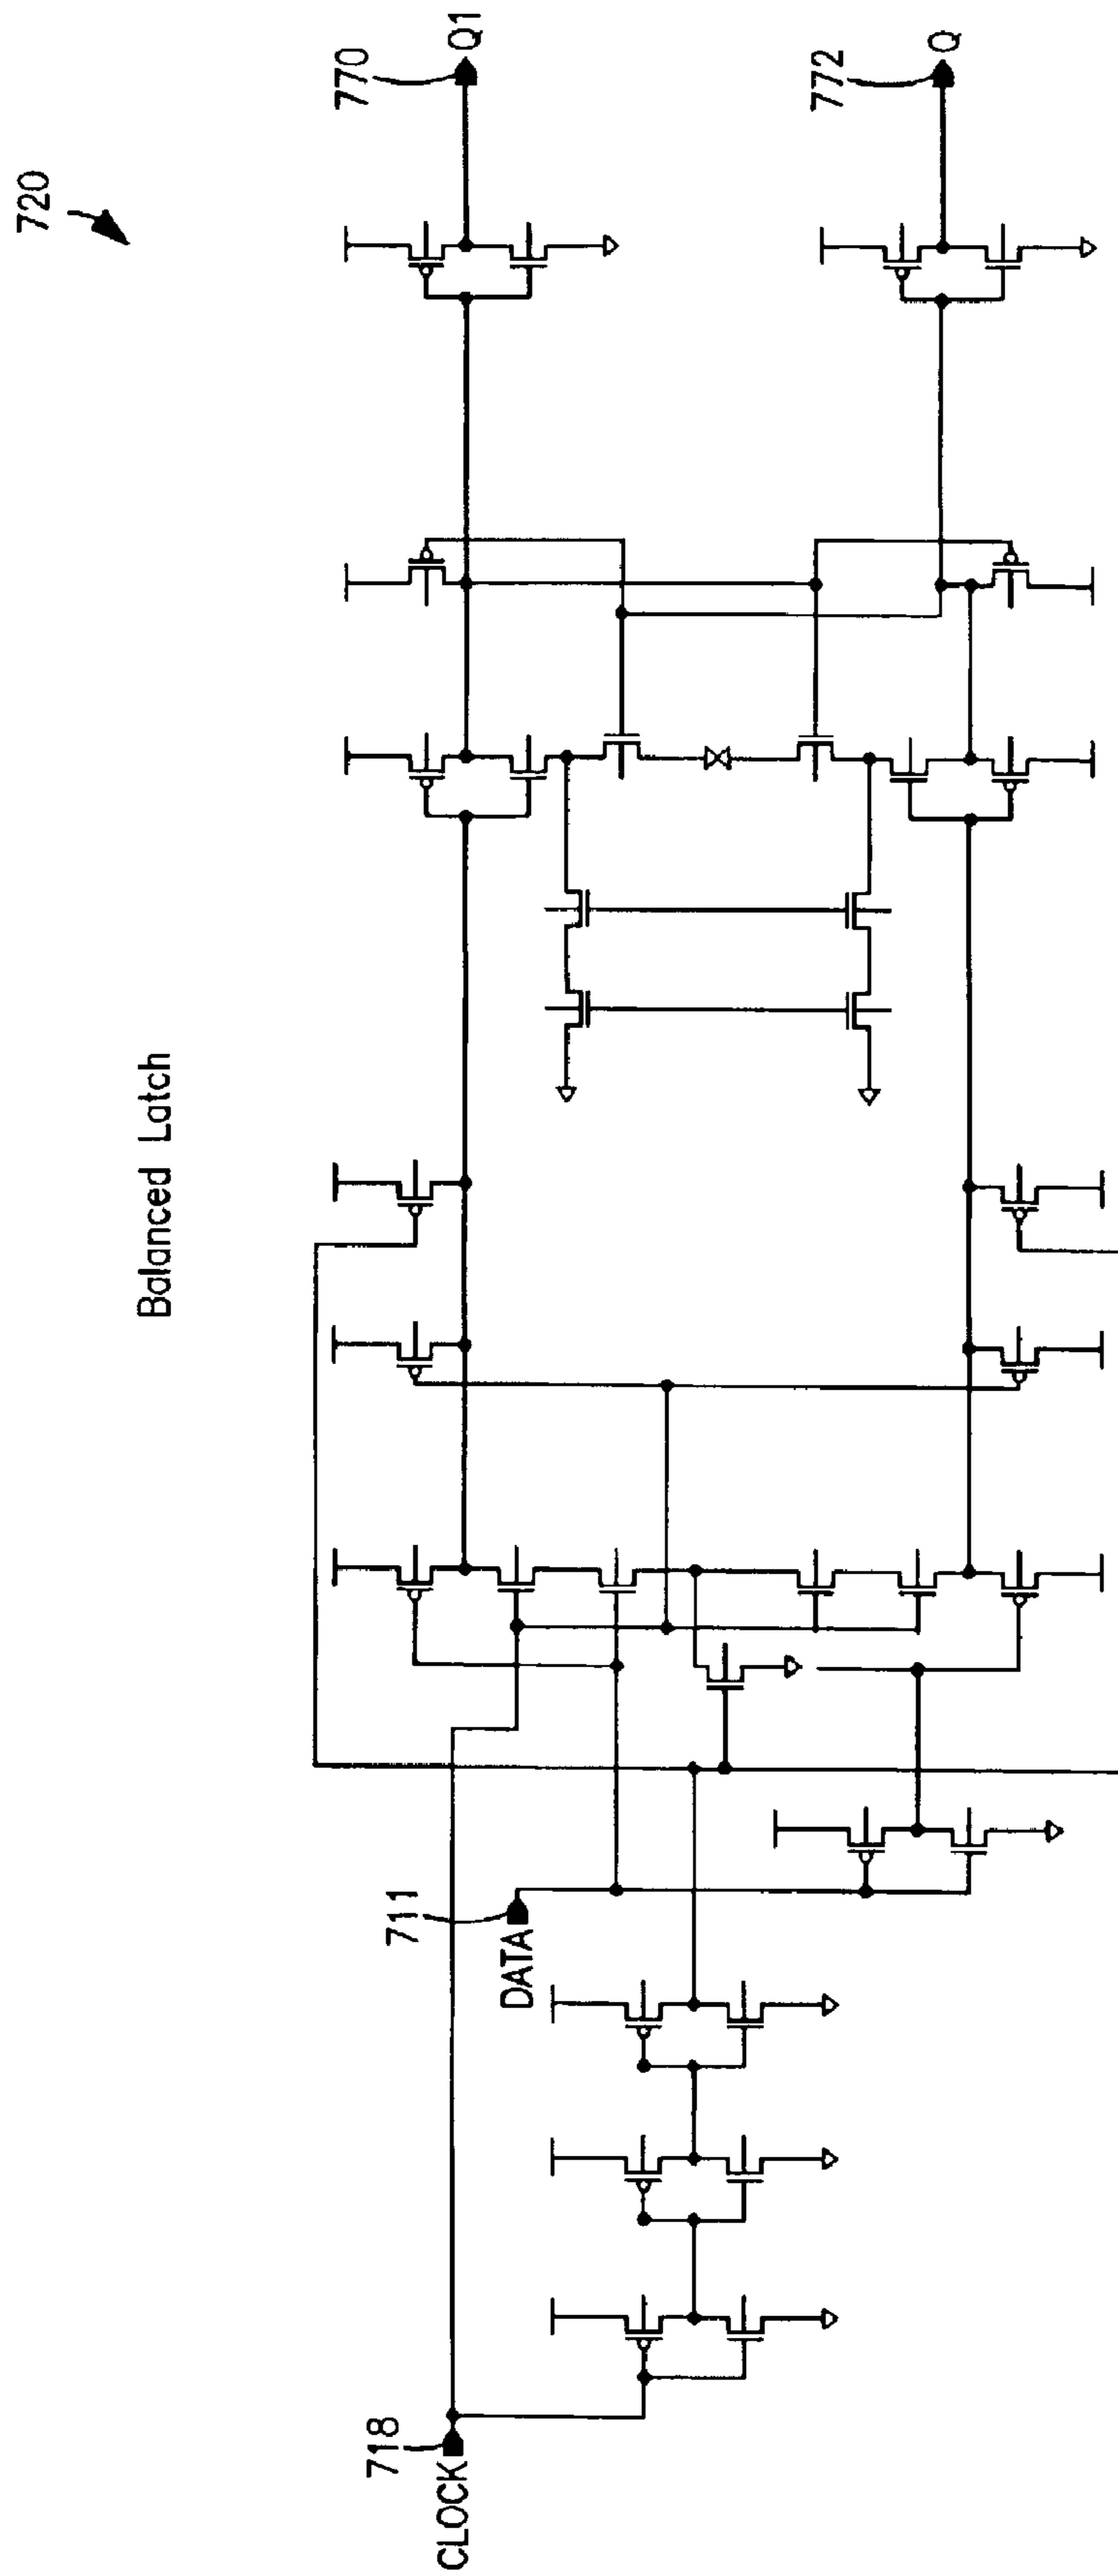 Balanced Latch
720
718
CLOCK
711
DATA
770
Q1
772
Q